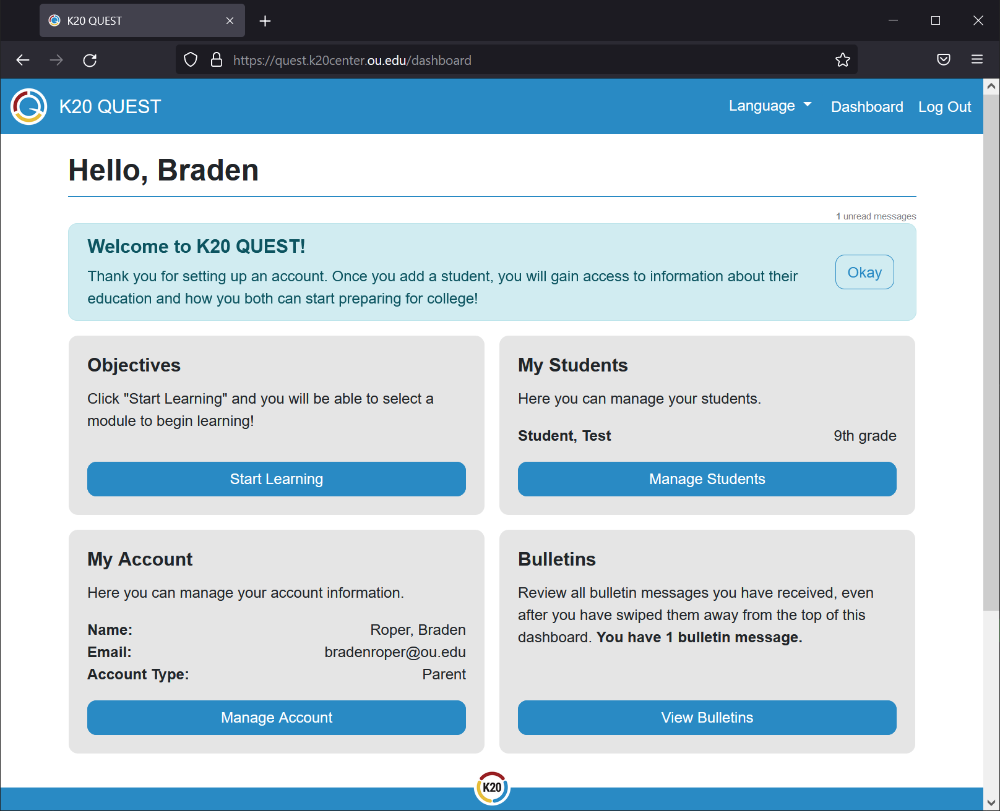 K20 QUEST
https://quest.k20center.ou.edu/dashboard
K20 QUEST
Language
Dashboard
Log Out
Hello, Braden
1 unread messages
Welcome to K20 QUEST!
Thank you for setting up an account. Once you add a student, you will gain access to information about their
education and how you both can start preparing for college!
Okay
Objectives
Click "Start Learning" and you will be able to select a
module to begin learning!
Start Learning
My Students
Here you can manage your students.
Student, Test 9th grade
Manage Students
My Account
Here you can manage your account information.
Name: Roper, Braden
Email: bradenroper@ou.edu
Account Type: Parent
Manage Account
Bulletins
Review all bulletin messages you have received, even
after you have swiped them away from the top of this
dashboard. You have 1 bulletin message.
View Bulletins
K20